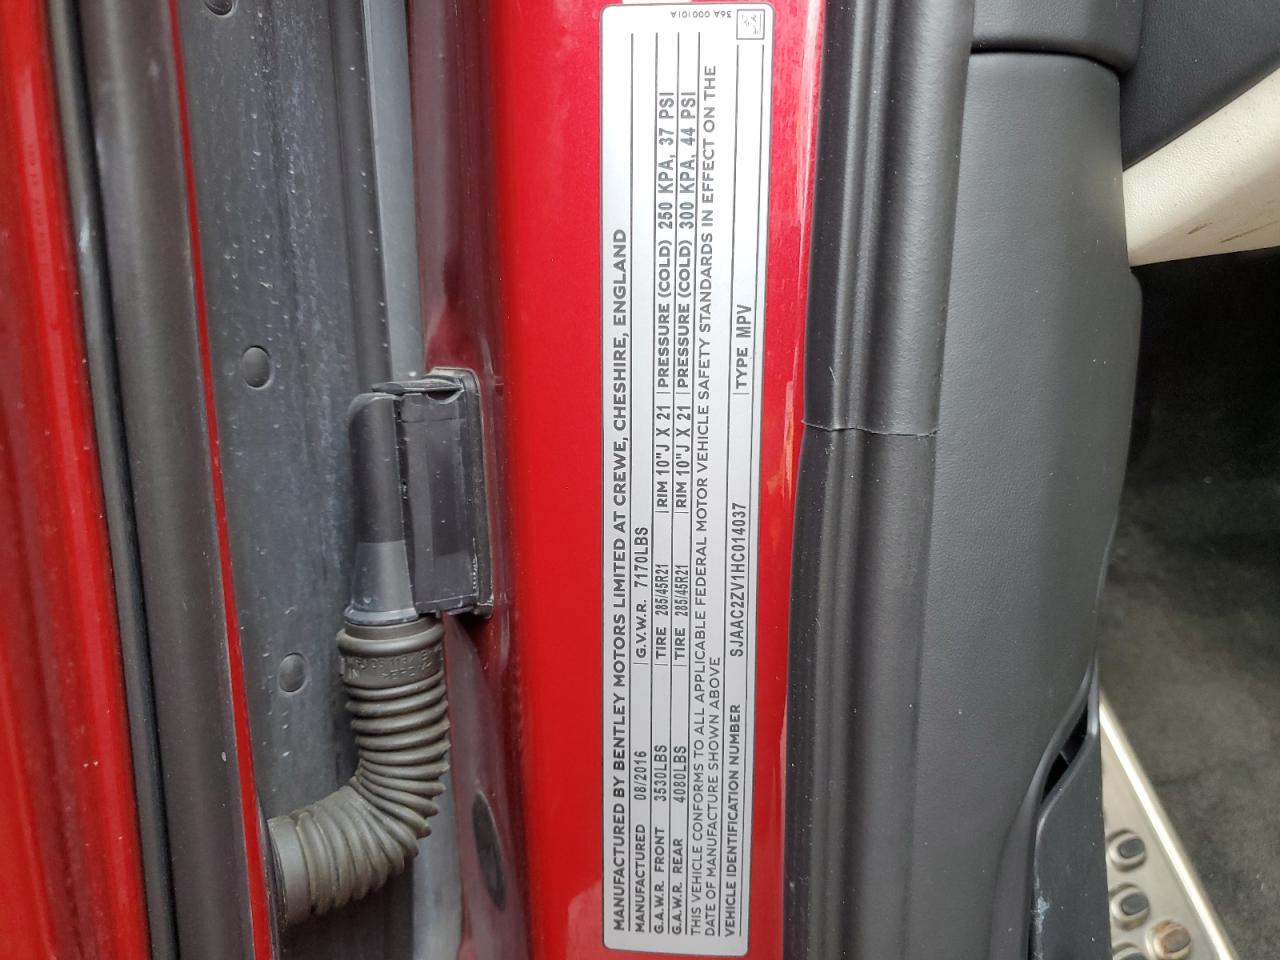 MANUFACTURED BY BENTLEY MOTORS LIMITED AT CREWE, CHESHIRE, ENGLAND
MANUFACTURED 08/2016 G.V.W.R. 7170LBS
G.A.W.R. FRONT 3530LBS TIRE 285/45R21 RIM 10"J X 21 PRESSURE (COLD) 250 KPA, 37 PSI
G.A.W.R. REAR 4080LBS TIRE 285/45R21 RIM 10"J X 21 PRESSURE (COLD) 300 KPA, 44 PSI
THIS VEHICLE CONFORMS TO ALL APPLICABLE FEDERAL MOTOR VEHICLE SAFETY STANDARDS IN EFFECT ON THE
DATE OF MANUFACTURE SHOWN ABOVE
VEHICLE IDENTIFICATION NUMBER SJAAC2ZV1HC014037 TYPE MPV
36A 000101A